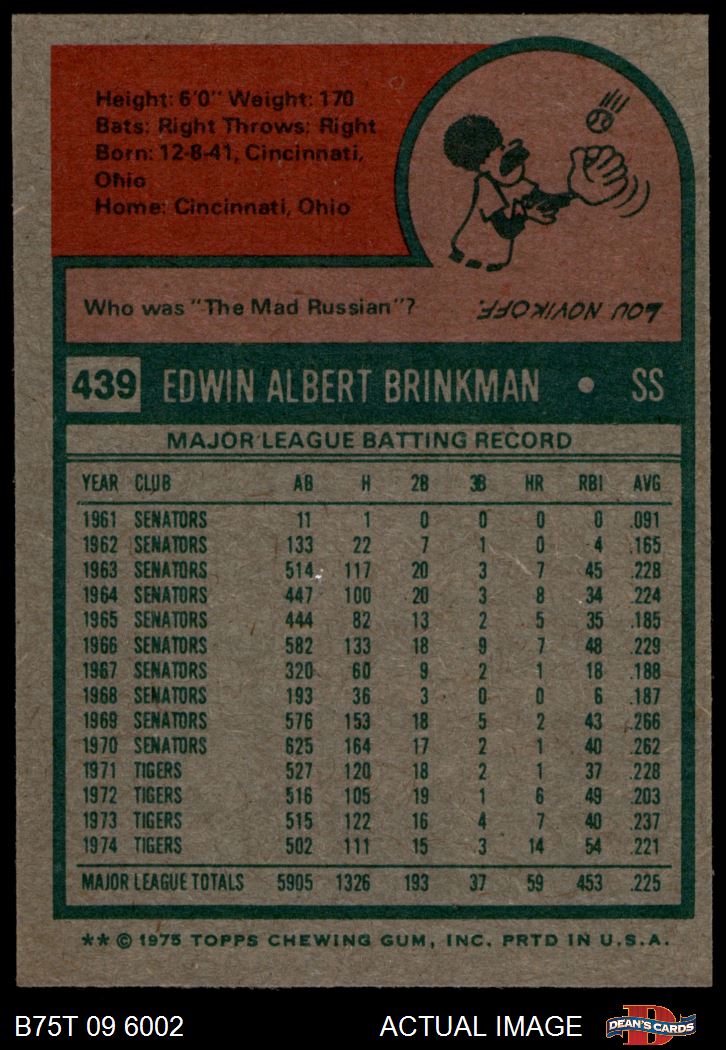 Height: 6'0" Weight: 170
Bats: Right Throws: Right
Born: 12-8-41, Cincinnati,
Ohio
Home: Cincinnati, Ohio
Who was "The Mad Russian"?
LOU NOVIKOFF.
439 EDWIN ALBERT BRINKMAN • SS
MAJOR LEAGUE BATTING RECORD
YEAR CLUB AB H 2B 3B HR RBI AVG
1961 SENATORS 11 1 0 0 0 0 .091
1962 SENATORS 133 22 7 1 0 4 .165
1963 SENATORS 514 117 20 3 7 45 .228
1964 SENATORS 447 100 20 3 8 34 .224
1965 SENATORS 444 82 13 2 5 35 .185
1966 SENATORS 582 133 18 9 7 48 .229
1967 SENATORS 320 60 9 2 1 18 .188
1968 SENATORS 193 36 3 0 0 6 .187
1969 SENATORS 576 153 18 5 2 43 .266
1970 SENATORS 625 164 17 2 1 40 .262
1971 TIGERS 527 120 18 2 1 37 .228
1972 TIGERS 516 105 19 1 6 49 .203
1973 TIGERS 515 122 16 4 7 40 .237
1974 TIGERS 502 111 15 3 14 54 .221
MAJOR LEAGUE TOTALS 5905 1326 193 37 59 453 .225
** © 1975 TOPPS CHEWING GUM, INC. PRTD IN U.S.A.
B75T 09 6002 ACTUAL IMAGE D DEAN'S CARDS